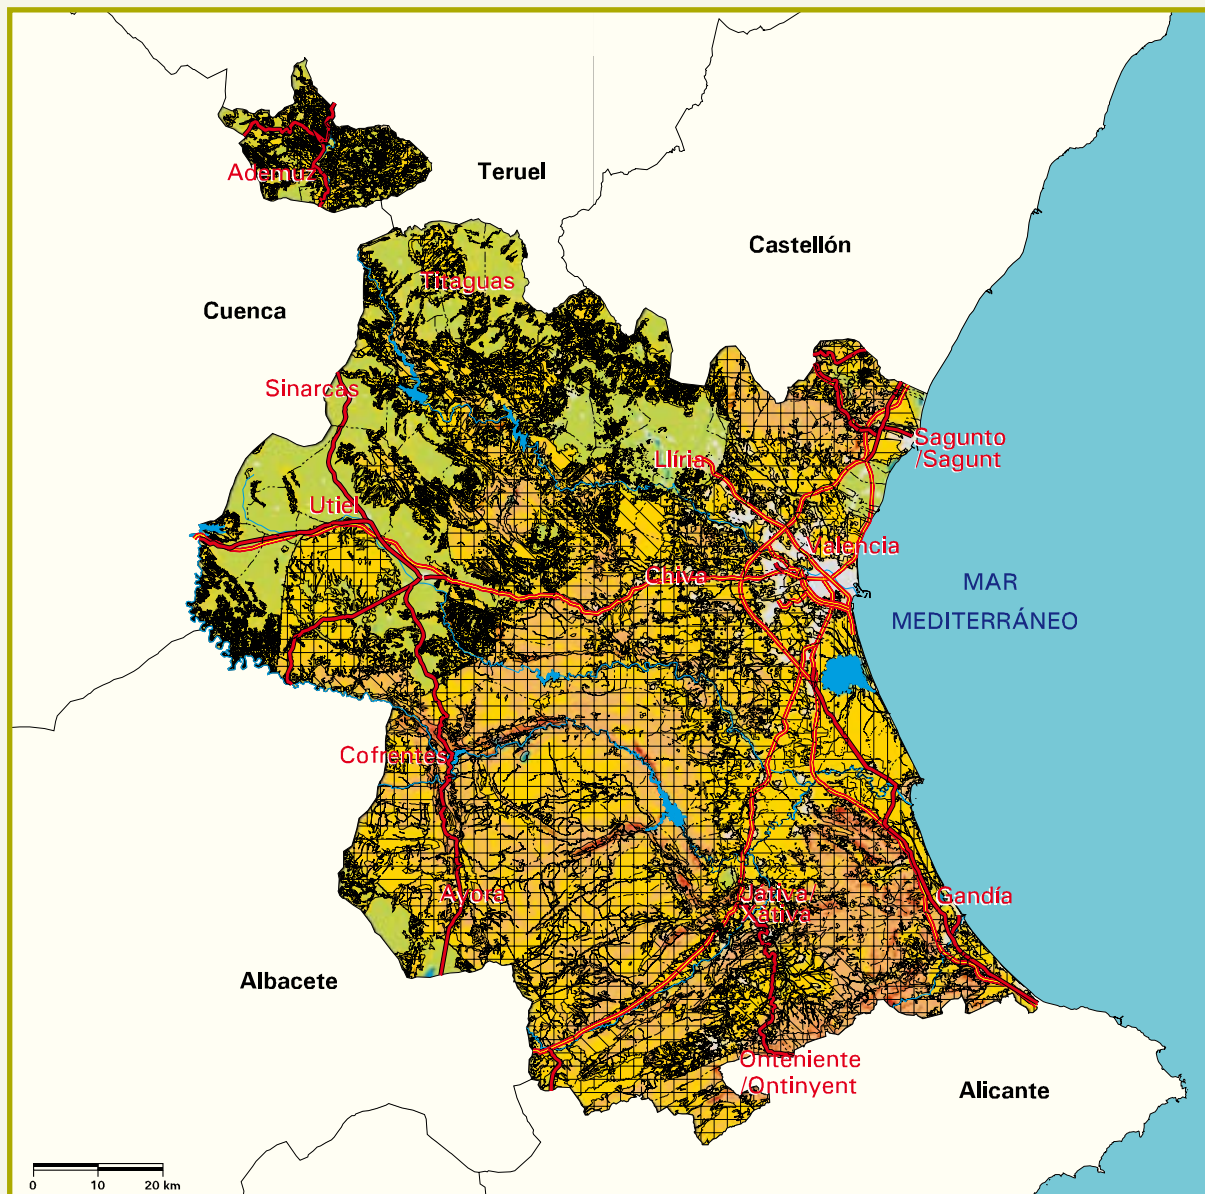 Ademuz
Teruel
Castellón
Titaguas
Cuenca
Sinarcas
Sagunto
/Sagunt
Llíria
Utiel
Valencia
Chiva
MAR
MEDITERRÁNEO
Cofrentes
Ayora
Játiva/
Xátiva
Gandía
Albacete
Onteniente
/Ontinyent
Alicante
0 10 20 km